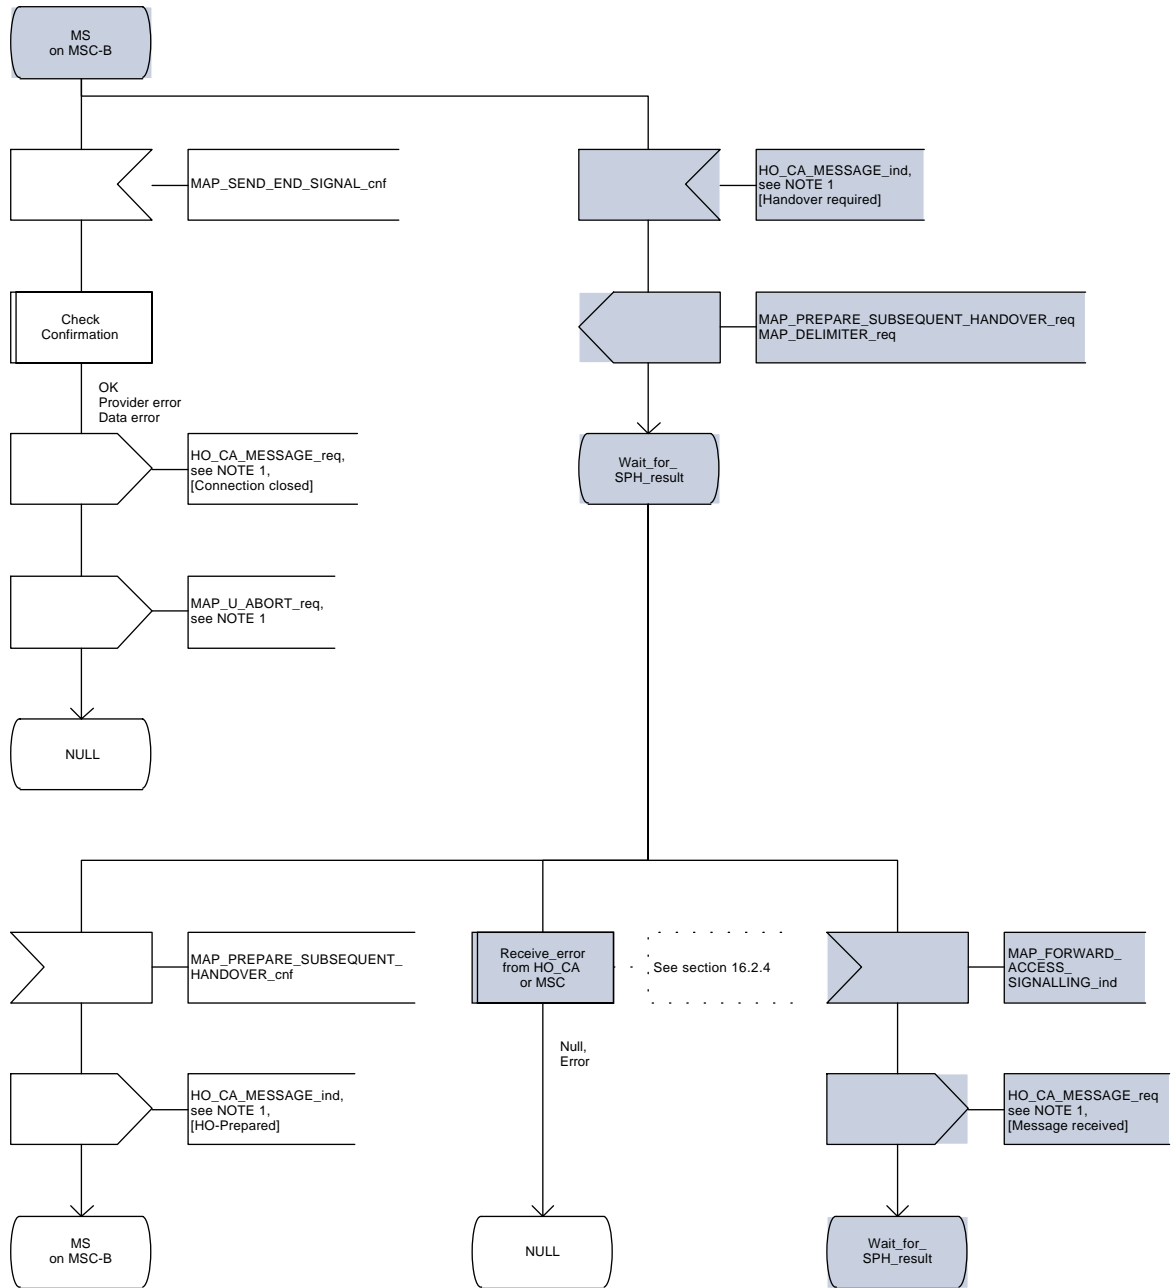 MS
on MSC-B
MAP_SEND_END_SIGNAL_cnf
HO_CA_MESSAGE_ind,
see NOTE 1
[Handover required]
Check
Confirmation
MAP_PREPARE_SUBSEQUENT_HANDOVER_req
MAP_DELIMITER_req
OK
Provider error
Data error
HO_CA_MESSAGE_req,
see NOTE 1,
[Connection closed]
Wait_for_
SPH_result
MAP_U_ABORT_req,
see NOTE 1
NULL
MAP_PREPARE_SUBSEQUENT_
HANDOVER_cnf
Receive_error
from HO_CA
or MSC
See section 16.2.4
MAP_FORWARD_
ACCESS_
SIGNALLING_ind
Null,
Error
HO_CA_MESSAGE_ind,
see NOTE 1,
[HO-Prepared]
HO_CA_MESSAGE_req
see NOTE 1,
[Message received]
MS
on MSC-B
NULL
Wait_for_
SPH_result